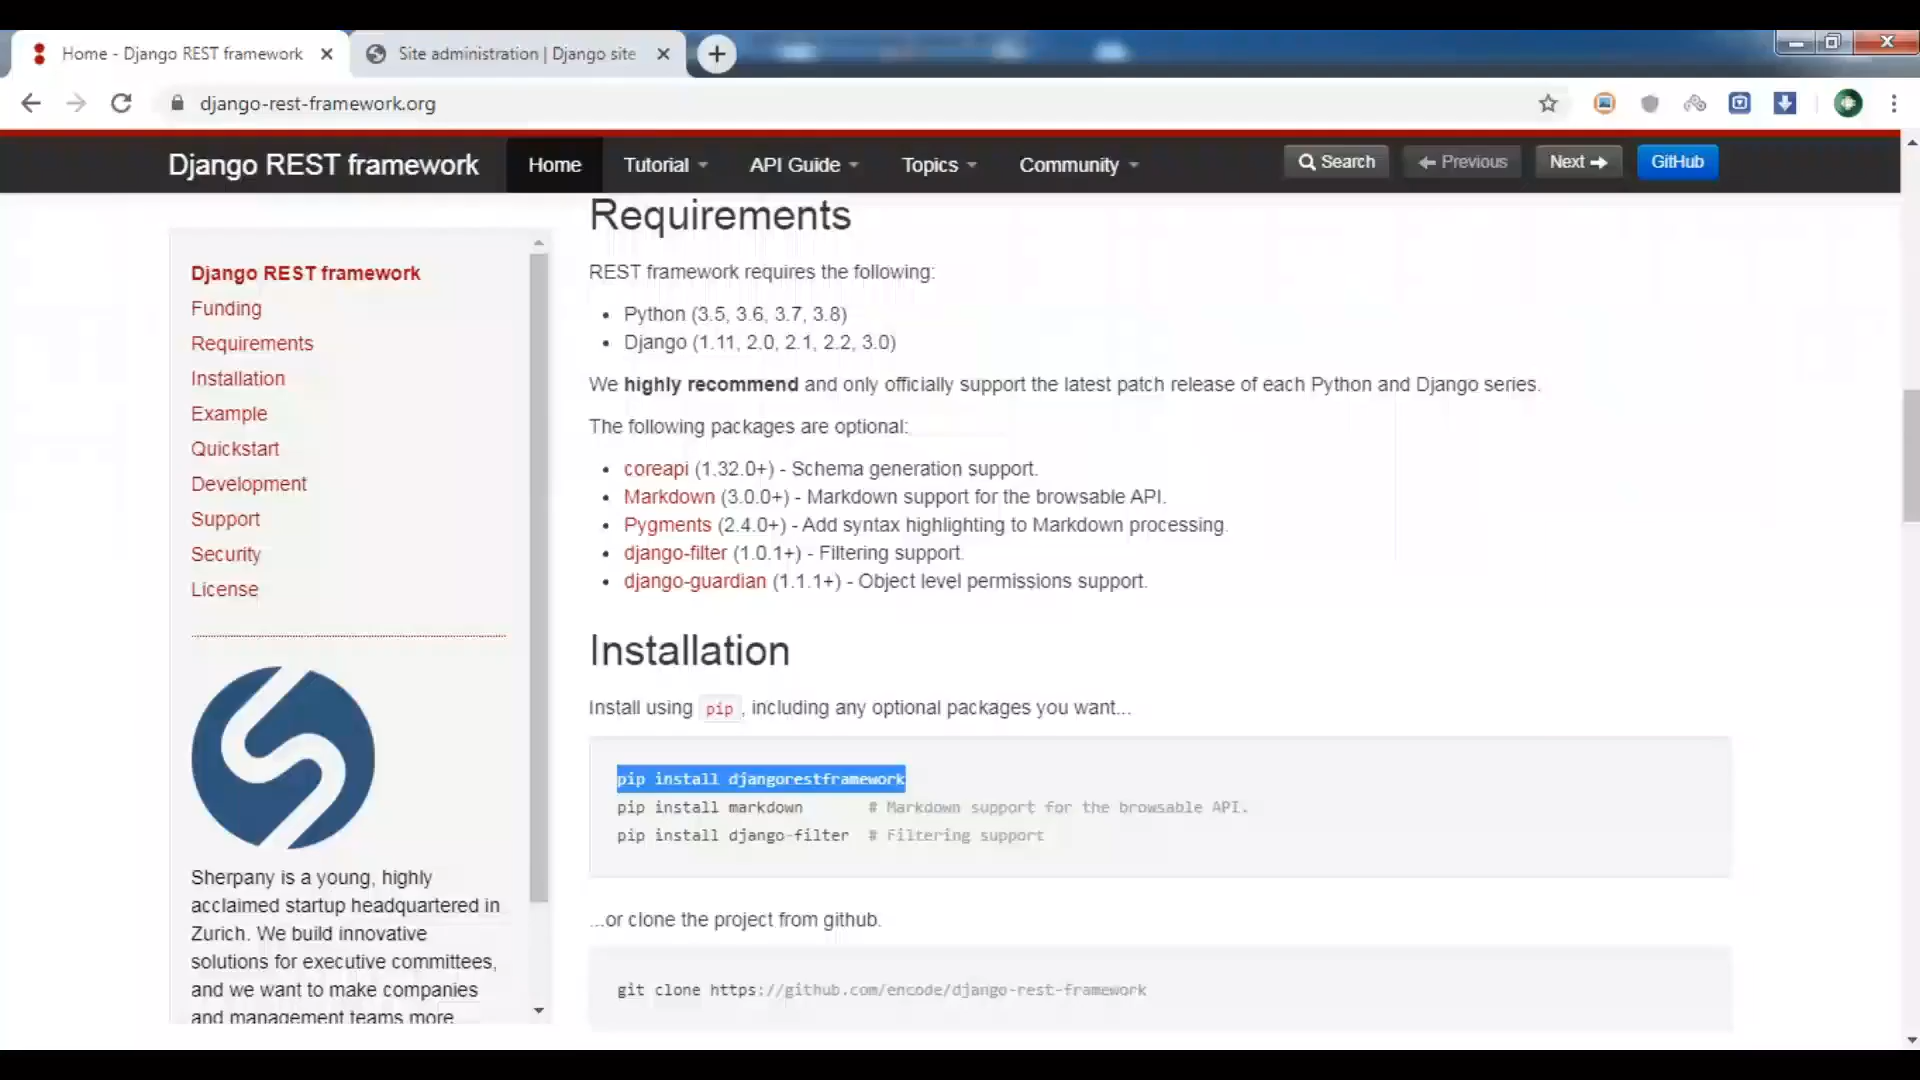 Home - Django REST framework
Site administration | Django site
django-rest-framework.org
Django REST framework
Home
Tutorial
API Guide
Topics
Community
Search
Previous
Next
GitHub
Django REST framework
Funding
Requirements
Installation
Example
Quickstart
Development
Support
Security
License
Sherpany is a young, highly
acclaimed startup headquartered in
Zurich. We build innovative
solutions for executive committees,
and we want to make companies
and management teams more
Requirements
REST framework requires the following:
• Python (3.5, 3.6, 3.7, 3.8)
• Django (1.11, 2.0, 2.1, 2.2, 3.0)
We highly recommend and only officially support the latest patch release of each Python and Django series.
The following packages are optional:
• coreapi (1.32.0+) - Schema generation support.
• Markdown (3.0.0+) - Markdown support for the browsable API.
• Pygments (2.4.0+) - Add syntax highlighting to Markdown processing.
• django-filter (1.0.1+) - Filtering support.
• django-guardian (1.1.1+) - Object level permissions support.
Installation
Install using pip, including any optional packages you want...
pip install djangorestframework
pip install markdown # Markdown support for the browsable API.
pip install django-filter # Filtering support
...or clone the project from github.
git clone https://github.com/encode/django-rest-framework